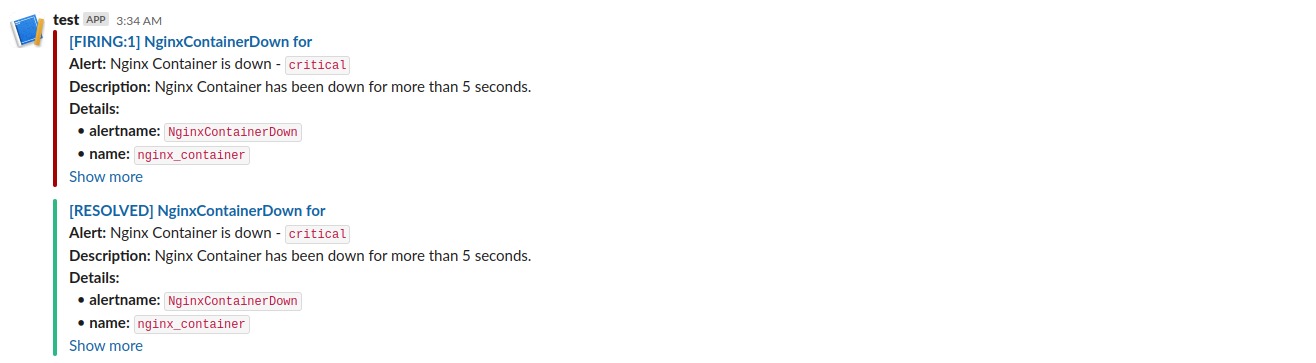 test APP 3:34 AM
[FIRING:1] NginxContainerDown for
Alert: Nginx Container is down - critical
Description: Nginx Container has been down for more than 5 seconds.
Details:
• alertname: NginxContainerDown
• name: nginx_container
Show more
[RESOLVED] NginxContainerDown for
Alert: Nginx Container is down - critical
Description: Nginx Container has been down for more than 5 seconds.
Details:
• alertname: NginxContainerDown
• name: nginx_container
Show more